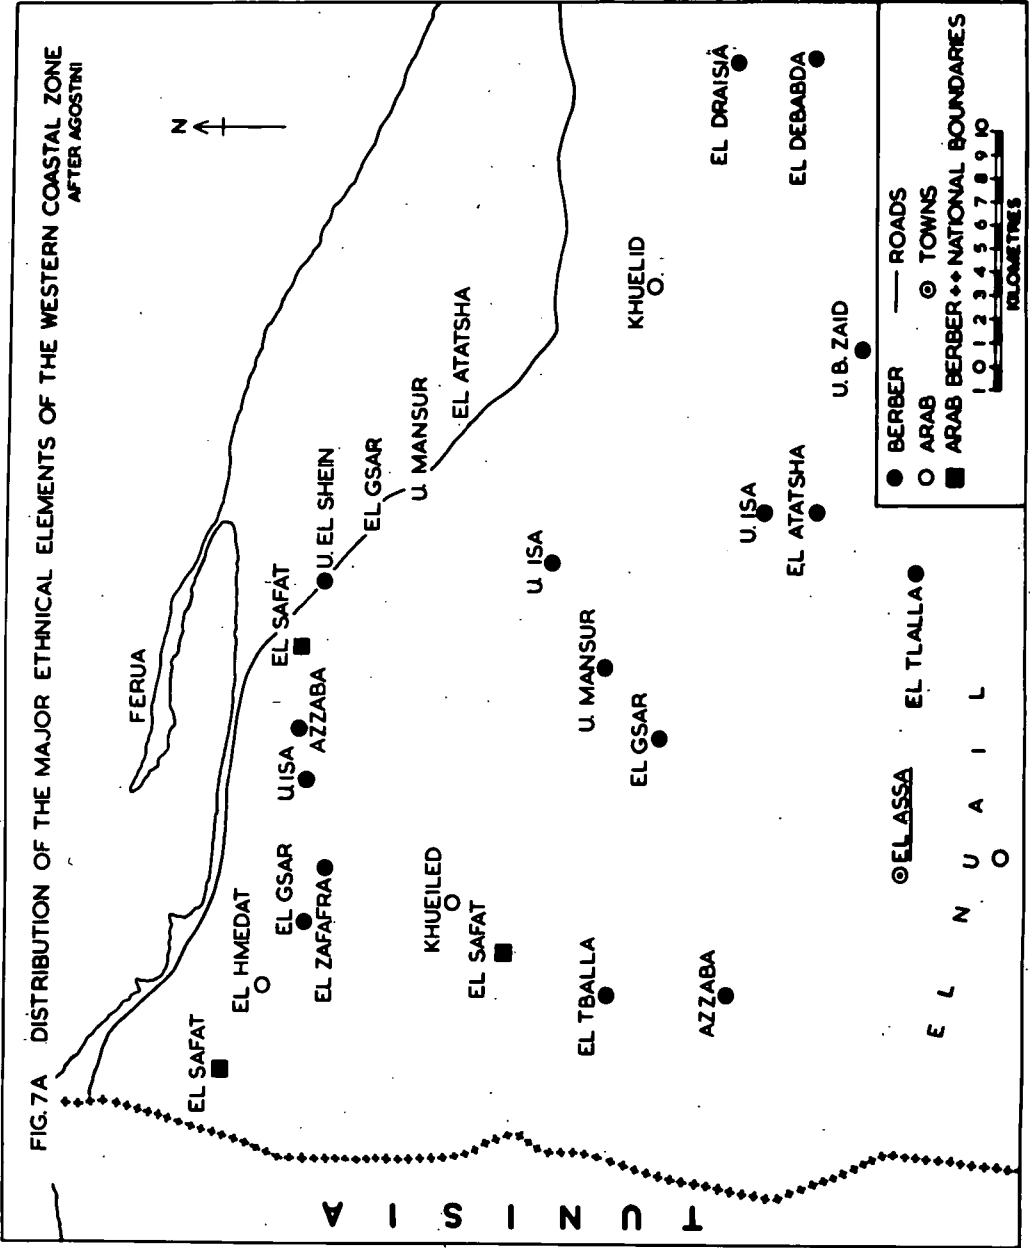 FIG. 7A DISTRIBUTION OF THE MAJOR ETHNICAL ELEMENTS OF THE WESTERN COASTAL ZONE
AFTER AGOSTINI
N
FERUA
EL SAFAT
EL HMEDAT
EL GSAR
EL ZAFAFRA
U.ISA
AZZABA
EL SAFAT
U. EL SHEIN
EL GSAR
U. MANSUR
EL ATATSHA
KHUEILED
EL SAFAT
U. ISA
U. MANSUR
EL GSAR
EL TBALLA
AZZABA
KHUELID
EL DRAISIA
EL DEBABDA
U. ISA
EL ATATSHA
U. B. ZAID
EL TLALLA
EL ASSA
EL NUAIL
TUNISIA
BERBER
ARAB
ARAB BERBER
ROADS
TOWNS
NATIONAL BOUNDARIES
1 0 1 2 3 4 5 6 7 8 9 10
KILOMETRES